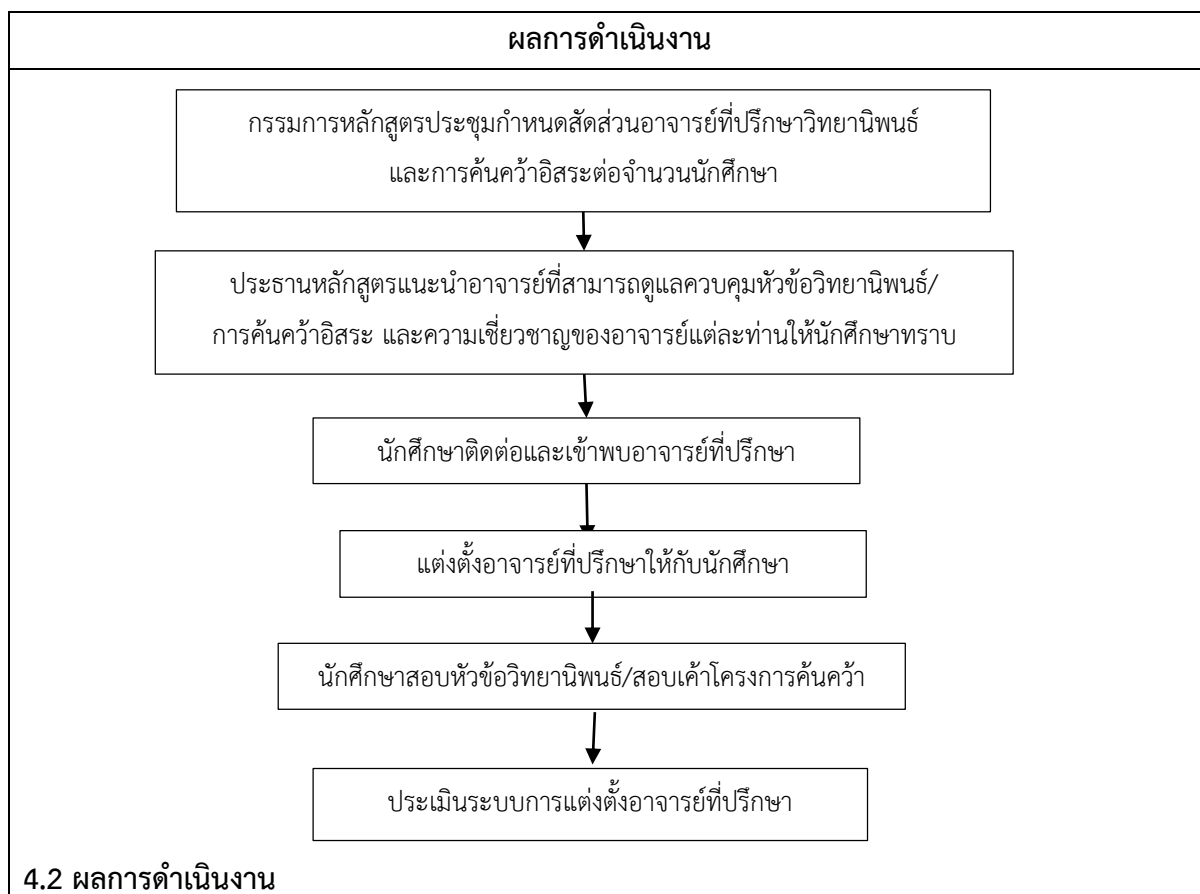 ผลการดำเนินงาน
กรรมการหลักสูตรประชุมกำหนดสัดส่วนอาจารย์ที่ปรึกษาวิทยานิพนธ์
และการค้นคว้าอิสระต่อจำนวนนักศึกษา
ประธานหลักสูตรแนะนำอาจารย์ที่สามารถดูแลควบคุมหัวข้อวิทยานิพนธ์/
การค้นคว้าอิสระ และความเชี่ยวชาญของอาจารย์แต่ละท่านให้นักศึกษาทราบ
นักศึกษาติดต่อและเข้าพบอาจารย์ที่ปรึกษา
แต่งตั้งอาจารย์ที่ปรึกษาให้กับนักศึกษา
นักศึกษาสอบหัวข้อวิทยานิพนธ์/สอบเค้าโครงการค้นคว้า
ประเมินระบบการแต่งตั้งอาจารย์ที่ปรึกษา
4.2 ผลการดำเนินงาน